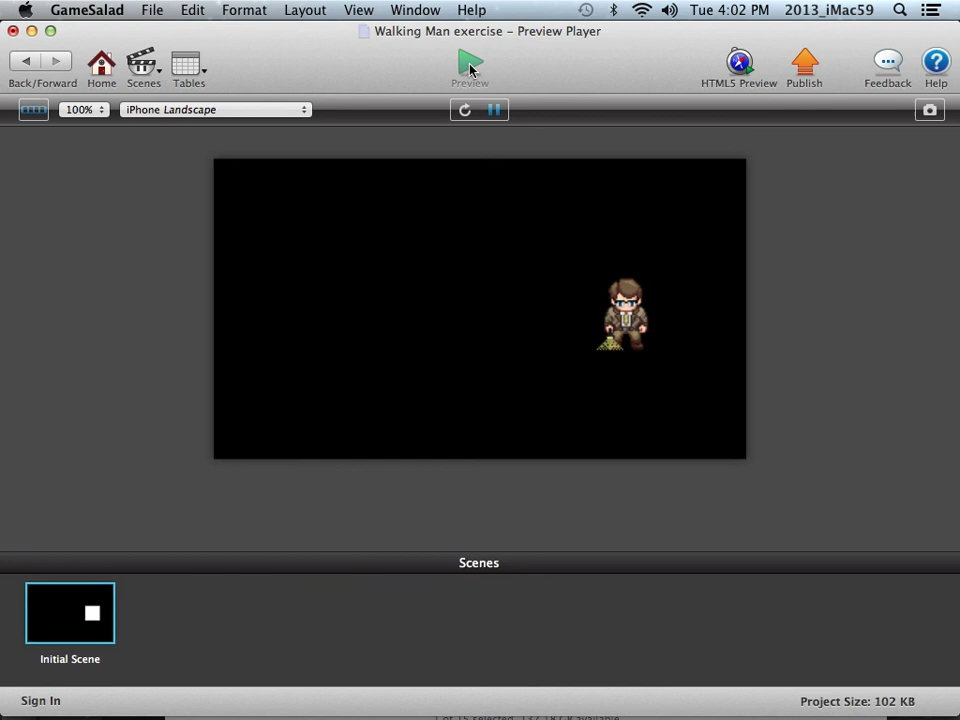 GameSalad File Edit Format Layout View Window Help Tue 4:02 PM 2013_iMac59
Walking Man exercise – Preview Player
Back/Forward Home Scenes Tables Preview HTML5 Preview Publish Feedback Help
100% iPhone Landscape
Scenes
Initial Scene
Sign In Project Size: 102 KB